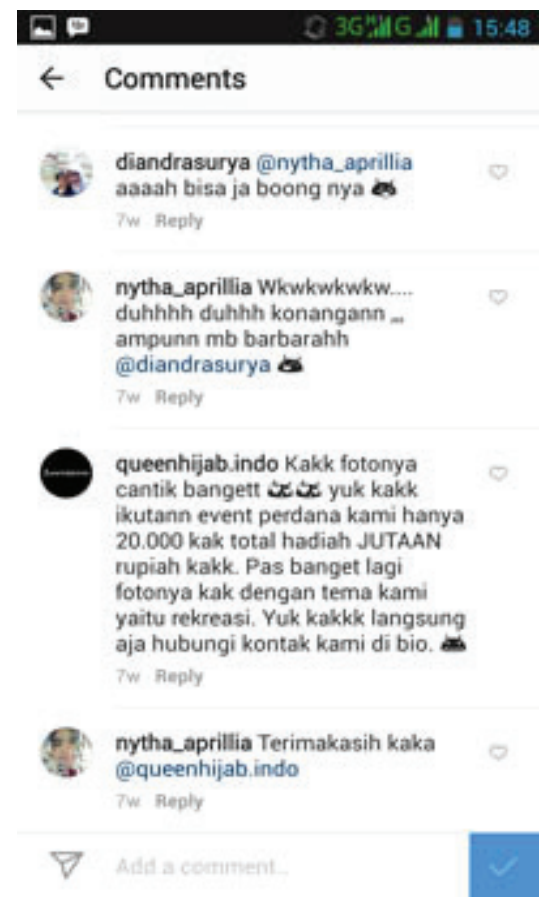 3G G 15:48
Comments
diandrasurya @nytha_aprillia
aaaah bisa ja boong nya
7w Reply
nytha_aprillia Wkwkwkwkw....
duhhhh duhhh konangann ,,,
ampunn mb barbarahh
@diandrasurya
7w Reply
queenhijab.indo Kakk fotonya
cantik bangett yuk kakk
ikutann event perdana kami hanya
20.000 kak total hadiah JUTAAN
rupiah kakk. Pas banget lagi
fotonya kak dengan tema kami
yaitu rekreasi. Yuk kakkk langsung
aja hubungi kontak kami di bio.
7w Reply
nytha_aprillia Terimakasih kaka
@queenhijab.indo
7w Reply
Add a comment...